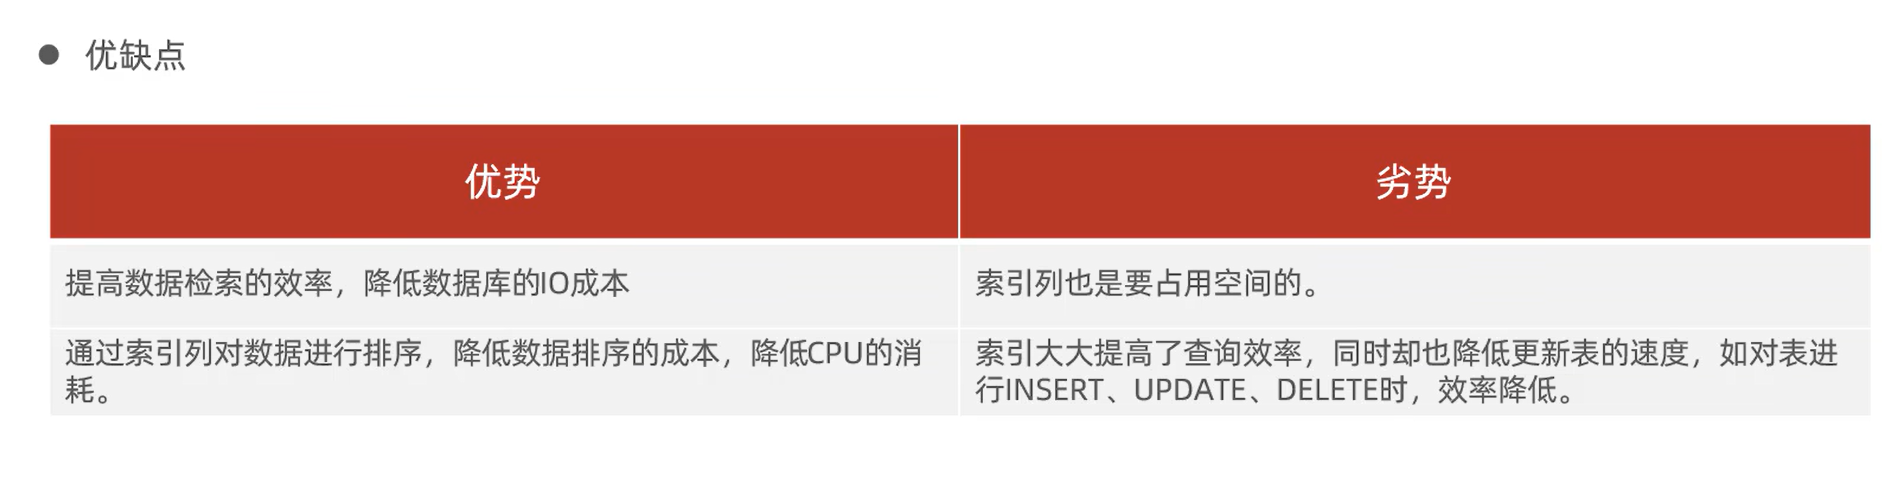 优缺点
优势
劣势
提高数据检索的效率，降低数据库的IO成本
索引列也是要占用空间的。
通过索引列对数据进行排序，降低数据排序的成本，降低CPU的消
耗。
索引大大提高了查询效率，同时却也降低更新表的速度，如对表进
行INSERT、UPDATE、DELETE时，效率降低。